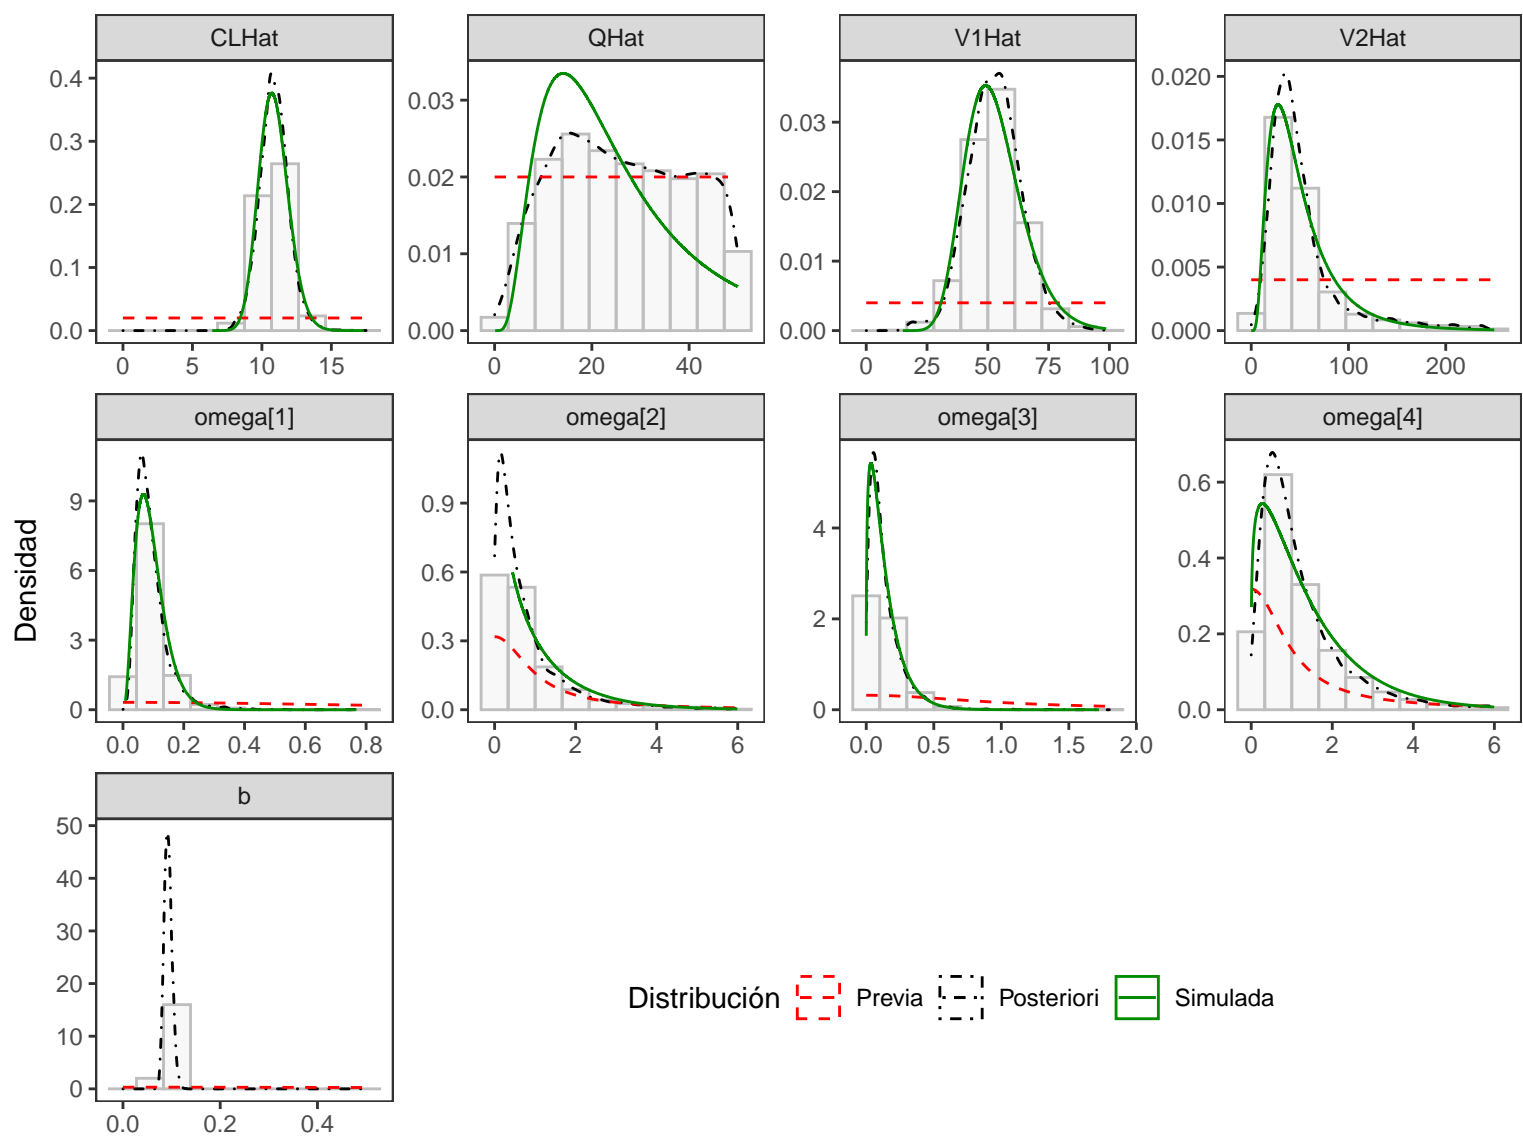 CLHat QHat V1Hat V2Hat
0.4 0.3 0.2 0.1 0.0
0.03 0.02 0.01 0.00
0.03 0.02 0.01 0.00
0.020 0.015 0.010 0.005 0.000
0 5 10 15 0 20 40 0 25 50 75 100 0 100 200
omega[1] omega[2] omega[3] omega[4]
9 6 3 0
0.9 0.6 0.3 0.0
4 2 0
0.6 0.4 0.2 0.0
0.0 0.2 0.4 0.6 0.8 0 2 4 6 0.0 0.5 1.0 1.5 2.0 0 2 4 6
Densidad
b
50 40 30 20 10 0
0.0 0.2 0.4
Distribución Previa Posteriori Simulada